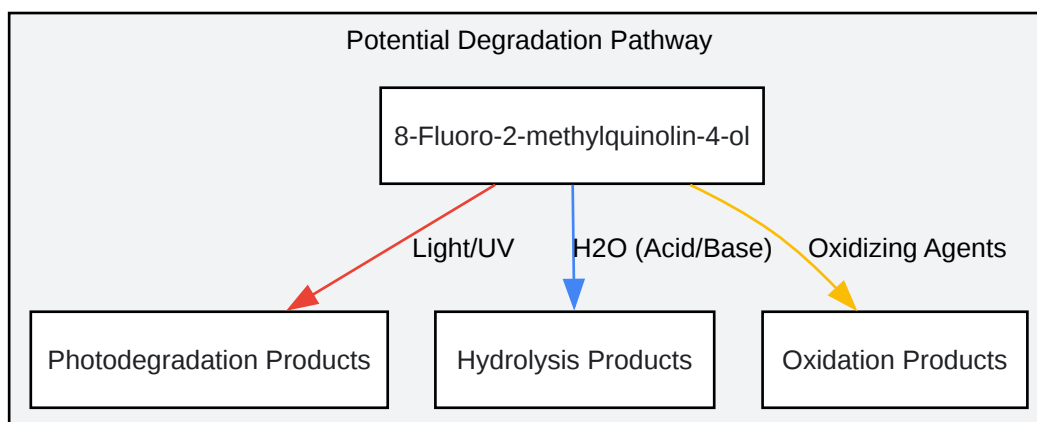 Potential Degradation Pathway
8-Fluoro-2-methylquinolin-4-ol
Light/UV
H2O (Acid/Base)
Oxidizing Agents
Photodegradation Products
Hydrolysis Products
Oxidation Products